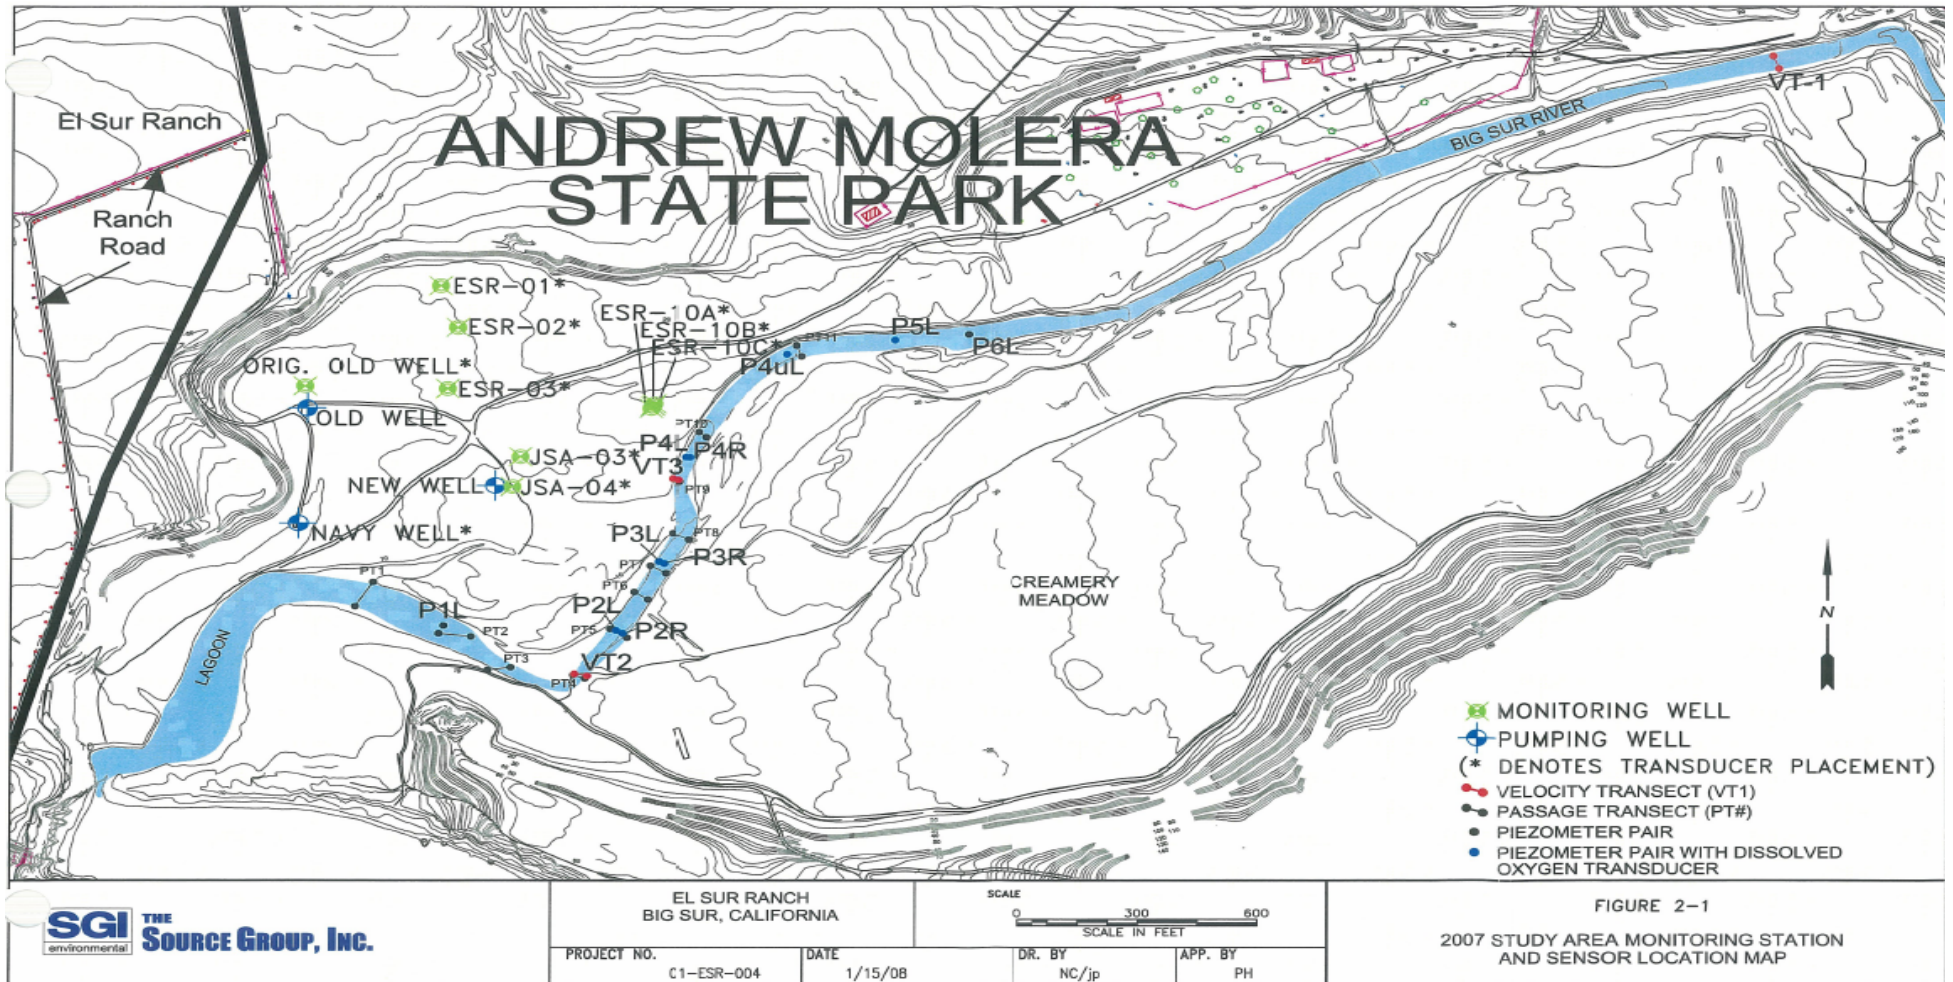 El Sur Ranch
Ranch
Road
ANDREW MOLERA
STATE PARK
BIG SUR RIVER
VT-1
ESR-01*
ESR-02*
ESR-10A*
ESR-10B*
ESR-10C*
ORIG. OLD WELL*
ESR-03*
OLD WELL
PT11
P4uL
P5L
P6L
PT10
P4L
P4R
JSA-03*
VT3
NEW WELL
JSA-04*
PT9
NAVY WELL*
P3L
PT8
P3R
PT7
PT6
PT1
P1L
PT2
P2L
PT5
P2R
PT3
VT2
PT4
LAGOON
CREAMERY
MEADOW
N
MONITORING WELL
PUMPING WELL
(* DENOTES TRANSDUCER PLACEMENT)
VELOCITY TRANSECT (VT1)
PASSAGE TRANSECT (PT#)
PIEZOMETER PAIR
PIEZOMETER PAIR WITH DISSOLVED
OXYGEN TRANSDUCER
SGI
environmental
THE
SOURCE GROUP, INC.
EL SUR RANCH
BIG SUR, CALIFORNIA
SCALE
0 300 600
SCALE IN FEET
PROJECT NO.
C1-ESR-004
DATE
1/15/08
DR. BY
NC/jp
APP. BY
PH
FIGURE 2-1
2007 STUDY AREA MONITORING STATION
AND SENSOR LOCATION MAP